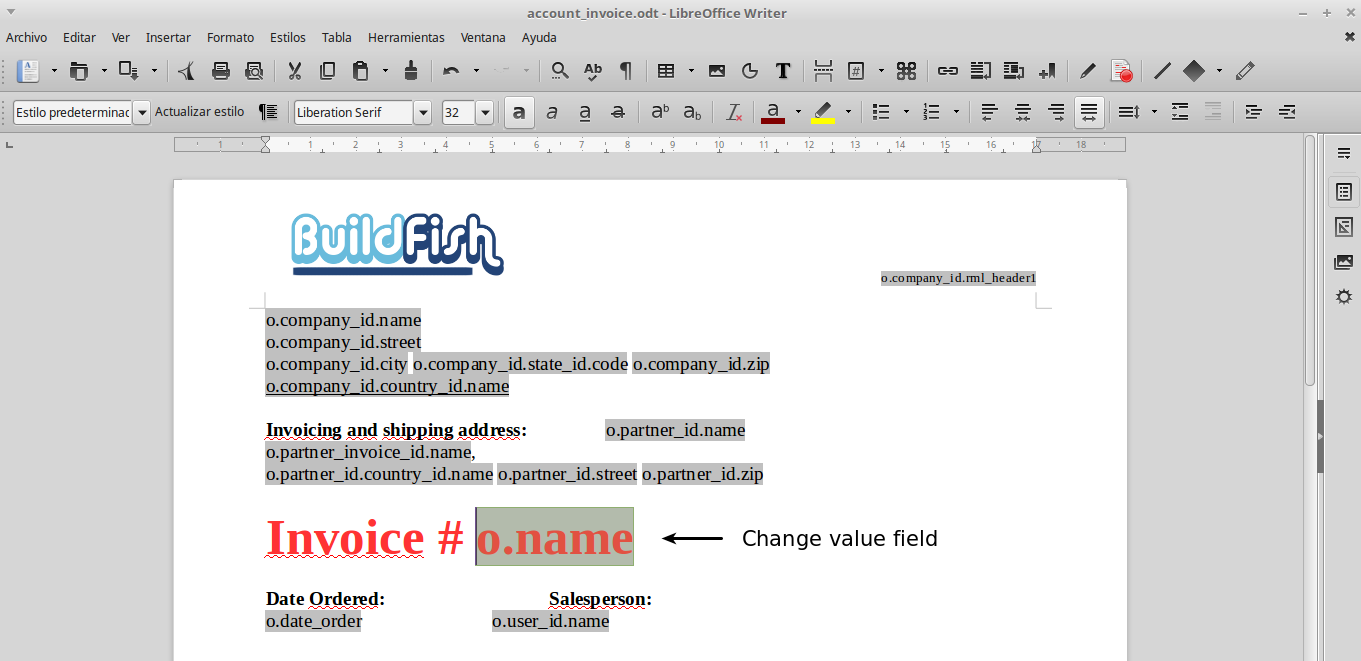 account_invoice.odt - LibreOffice Writer
Archivo Editar Ver Insertar Formato Estilos Tabla Herramientas Ventana Ayuda
Estilo predeterminac Actualizar estilo Liberation Serif 32
1 1 2 3 4 5 6 7 8 9 10 11 12 13 14 15 16 17 18
BuildFish
o.company_id.rml_header1
o.company_id.name
o.company_id.street
o.company_id.city o.company_id.state_id.code o.company_id.zip
o.company_id.country_id.name
Invoicing and shipping address: o.partner_id.name
o.partner_invoice_id.name,
o.partner_id.country_id.name o.partner_id.street o.partner_id.zip
Invoice # o.name Change value field
Date Ordered: Salesperson:
o.date_order o.user_id.name